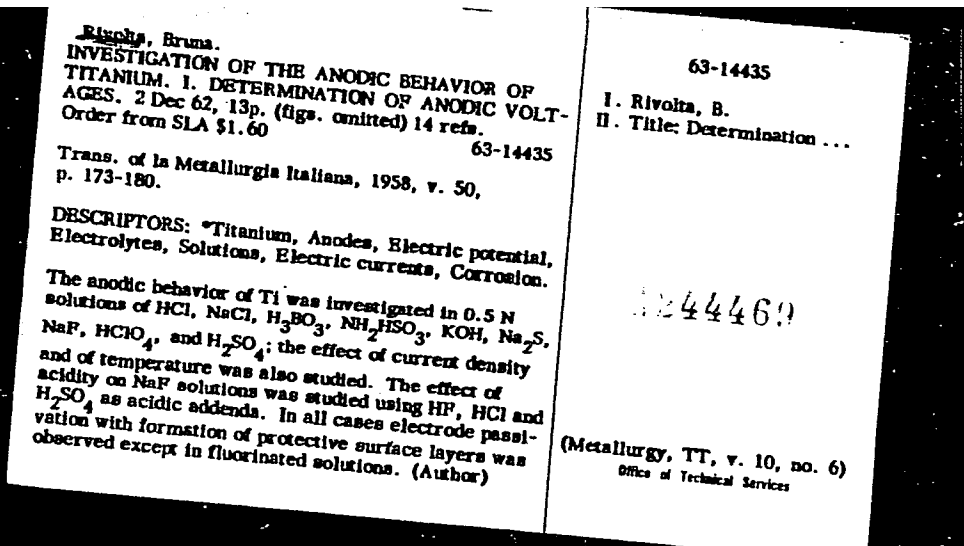 Rivolta, Bruna.
INVESTIGATION OF THE ANODIC BEHAVIOR OF
TITANIUM. I. DETERMINATION OF ANODIC VOLT-
AGES. 2 Dec 62, 13p. (figs. omitted) 14 refs.
Order from SLA $1.60
63-14435
Trans. of la Metallurgia Italiana, 1958, v. 50,
p. 173-180.
DESCRIPTORS: *Titanium, Anodes, Electric potential,
Electrolytes, Solutions, Electric currents, Corrosion.
The anodic behavior of Ti was investigated in 0.5 N
solutions of HCl, NaCl, H3BO3, NH2HSO3, KOH, Na2S,
NaF, HClO4, and H2SO4; the effect of current density
and of temperature was also studied. The effect of
acidity on NaF solutions was studied using HF, HCl and
H2SO4 as acidic addenda. In all cases electrode passi-
vation with formation of protective surface layers was
observed except in fluorinated solutions. (Author)
63-14435
I. Rivolta, B.
II. Title: Determination ...
244469
(Metallurgy, TT, v. 10, no. 6)
Office of Technical Services